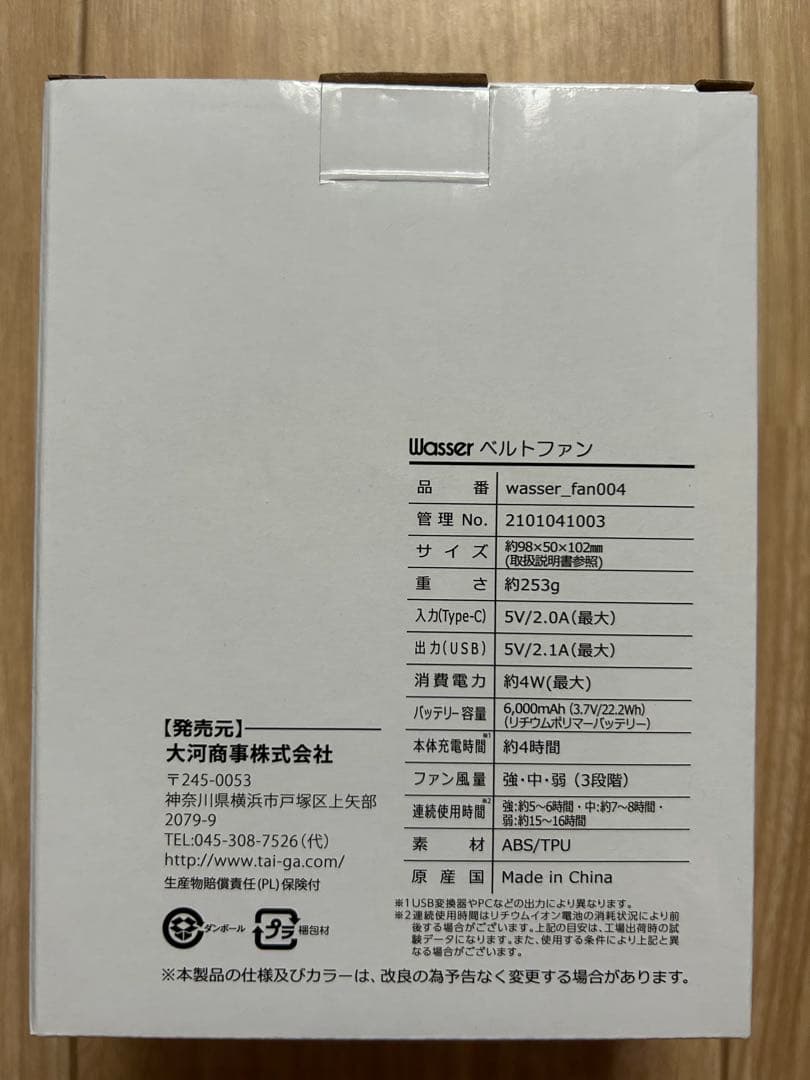 Wasser ベルトファン
品番 wasser_fan004
管理No. 2101041003
サイズ 約98×50×102㎜
(取扱説明書参照)
重さ 約253g
入力(Type-C) 5V/2.0A(最大)
出力(USB) 5V/2.1A(最大)
消費電力 約4W(最大)
バッテリー容量 6,000mAh (3.7V/22.2Wh)
(リチウムポリマーバッテリー)
本体充電時間※1 約4時間
ファン風量 強・中・弱 (3段階)
連続使用時間※2 強:約5〜6時間・中:約7〜8時間・
弱:約15〜16時間
素材 ABS/TPU
原産国 Made in China
※1 USB変換器やPCなどの出力により異なります。
※2 連続使用時間はリチウムイオン電池の消耗状況により前
後する場合がございます。上記の目安は、工場出荷時の試
験データになります。また、使用する条件により上記と異
なる場合がございます。
【発売元】
大河商事株式会社
〒245-0053
神奈川県横浜市戸塚区上矢部
2079-9
TEL:045-308-7526(代)
http://www.tai-ga.com/
生産物賠償責任(PL)保険付
ダンボール プラ 梱包材
※本製品の仕様及びカラーは、改良の為予告なく変更する場合があります。